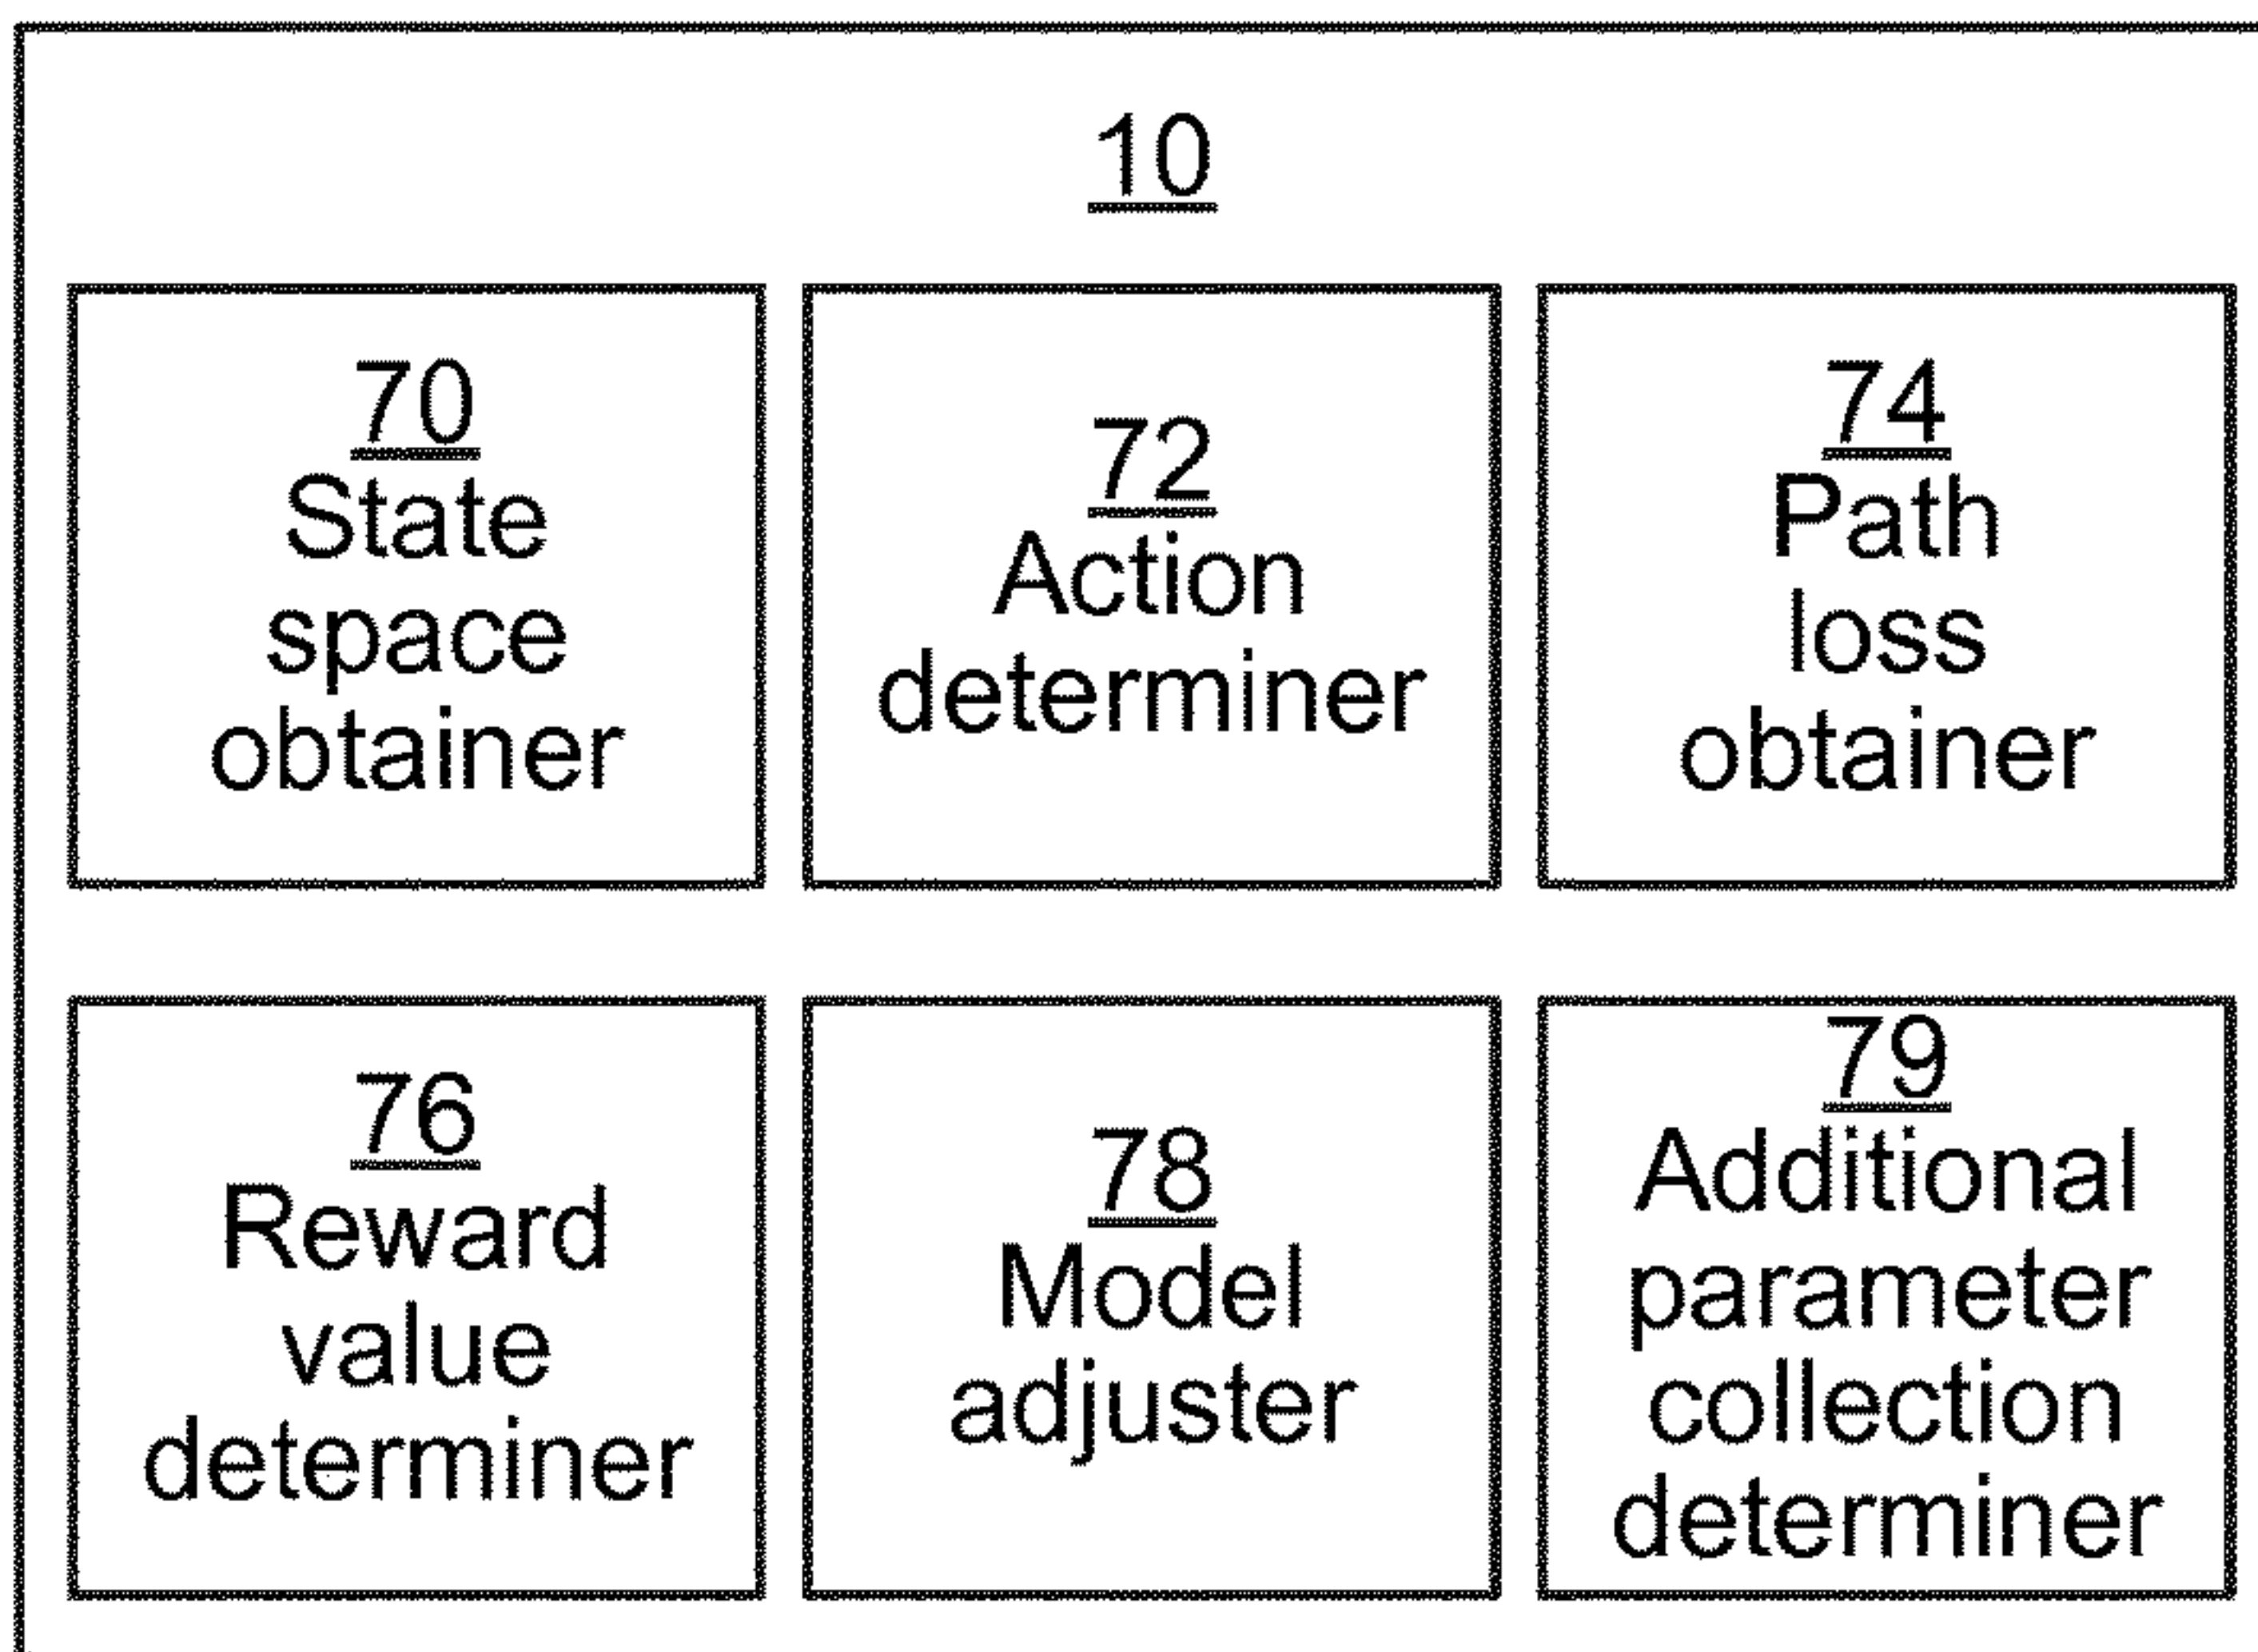 10
70
State
space
obtainer
72
Action
determiner
74
Path
loss
obtainer
76
Reward
value
determiner
78
Model
adjuster
79
Additional
parameter
collection
determiner